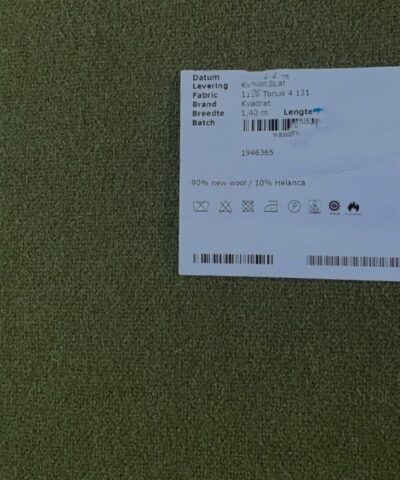 Datum
Levering
Fabric 1110 Tonus 4 131
Brand Kvadrat
Breedte 1,40 m Lengte
Batch
1946365
90% new wool / 10% Helanca
P